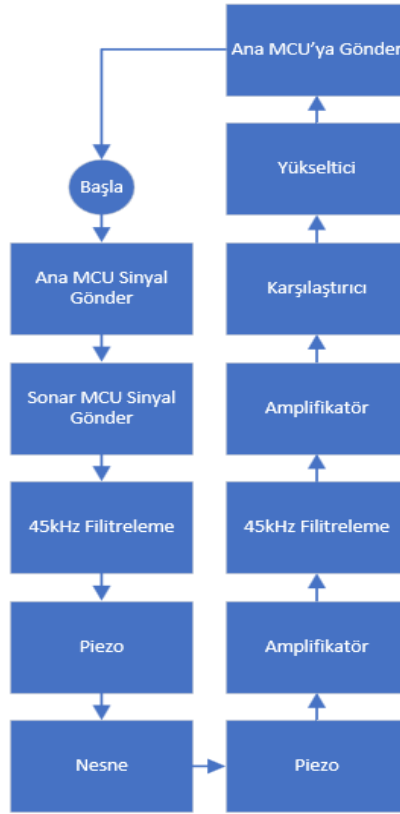 Başla
Ana MCU Sinyal
Gönder
Sonar MCU Sinyal
Gönder
45kHz Filitreleme
Piezo
Nesne
Piezo
Amplifikatör
45kHz Filitreleme
Amplifikatör
Karşılaştırıcı
Yükseltici
Ana MCU’ya Gönder